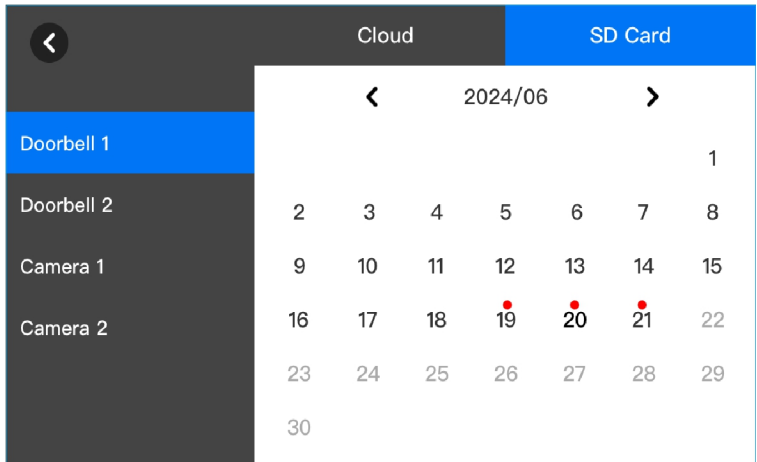 Cloud
SD Card
Doorbell 1
Doorbell 2
Camera 1
Camera 2
2024/06
1
2 3 4 5 6 7 8
9 10 11 12 13 14 15
16 17 18 19 20 21 22
23 24 25 26 27 28 29
30